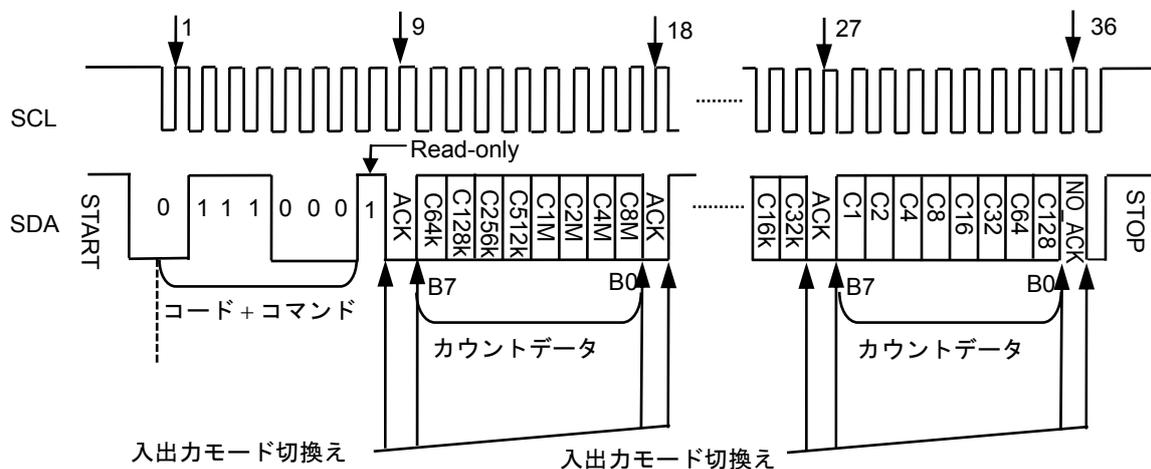 1 9 18 27 36
SCL
Read-only
SDA
START 0 1 1 1 0 0 0 1 ACK C64k C128k C256k C512k C1M C2M C4M C8M ACK C16k C32k ACK C1 C2 C4 C8 C16 C32 C64 C128 NO_ACK STOP
B7 B0 B7 B0
コード + コマンド
カウントデータ カウントデータ
入出力モード切換え 入出力モード切換え